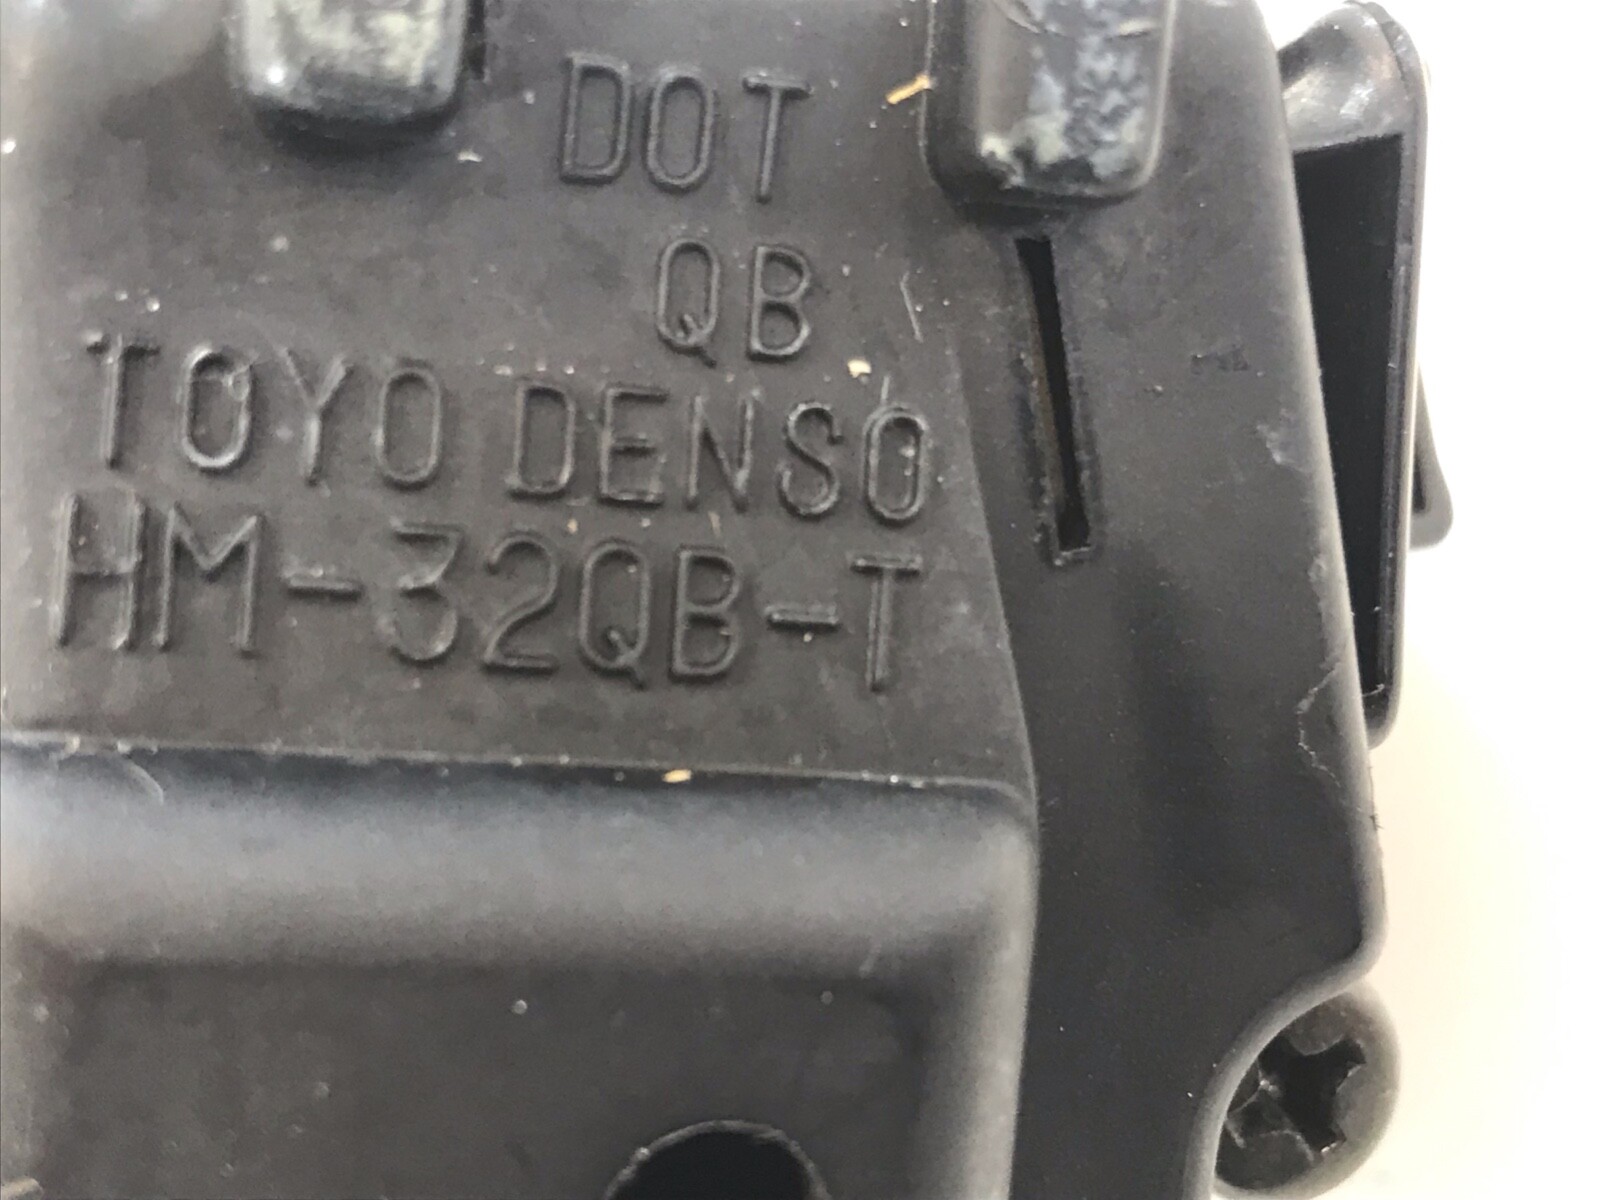 DOT
QB
TOYO DENSO
HM-32QB-T